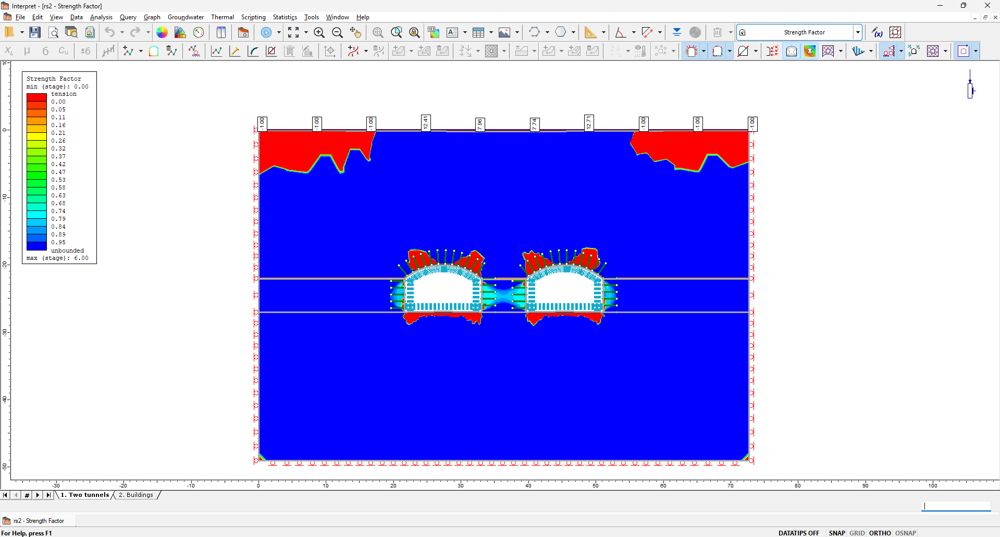 Interpret - [rs2 - Strength Factor]
File Edit View Data Analysis Query Graph Groundwater Thermal Scripting Statistics Tools Window Help
Strength Factor
Strength Factor
min (stage): 0.00
tension
0.00
0.05
0.11
0.16
0.21
0.26
0.32
0.37
0.42
0.47
0.53
0.58
0.63
0.68
0.74
0.79
0.84
0.89
0.95
unbounded
max (stage): 6.00
-1.00 -1.00 -1.00 12.41 7.96 7.74 12.71 -1.00 -1.00 -1.00
10
0
-10
-20
-30
-40
-50
-30 -20 -10 0 10 20 30 40 50 60 70 80 90 100
1. Two tunnels 2. Buildings
rs2 - Strength Factor
For Help, press F1
DATATIPS OFF SNAP GRID ORTHO OSNAP